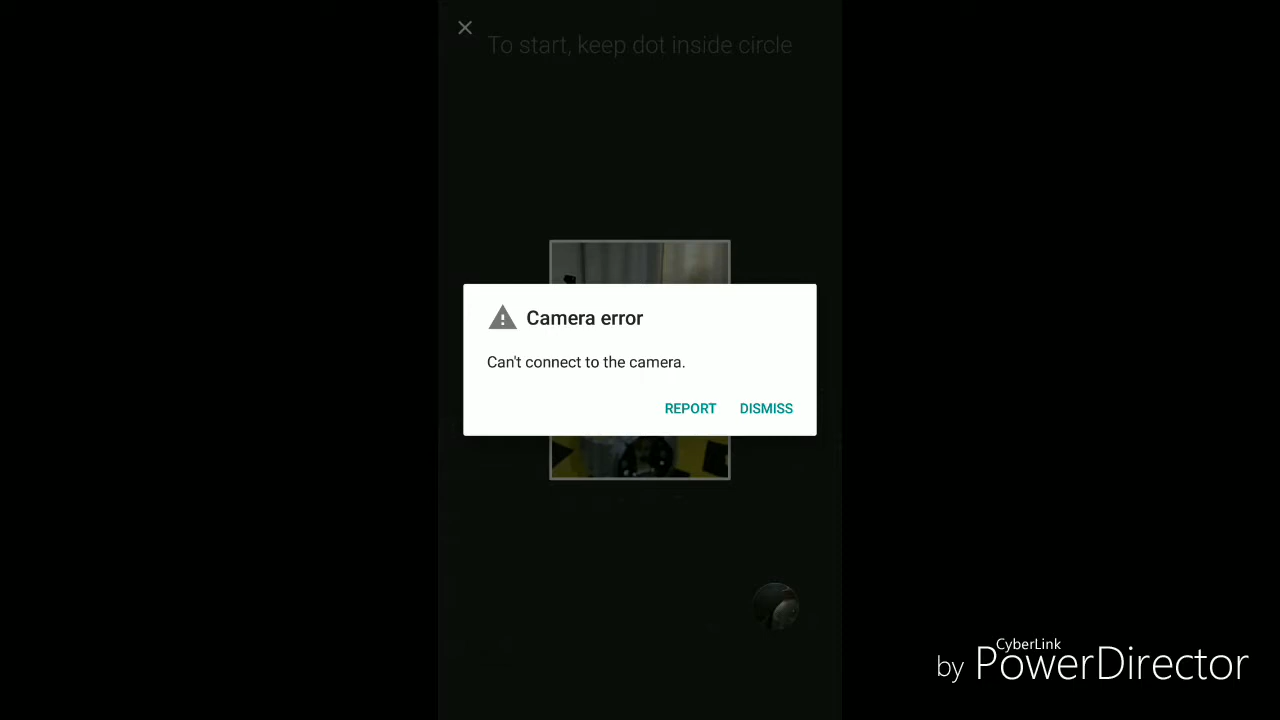 To start, keep dot inside circle
Camera error
Can't connect to the camera.
REPORT DISMISS
CyberLink
by PowerDirector